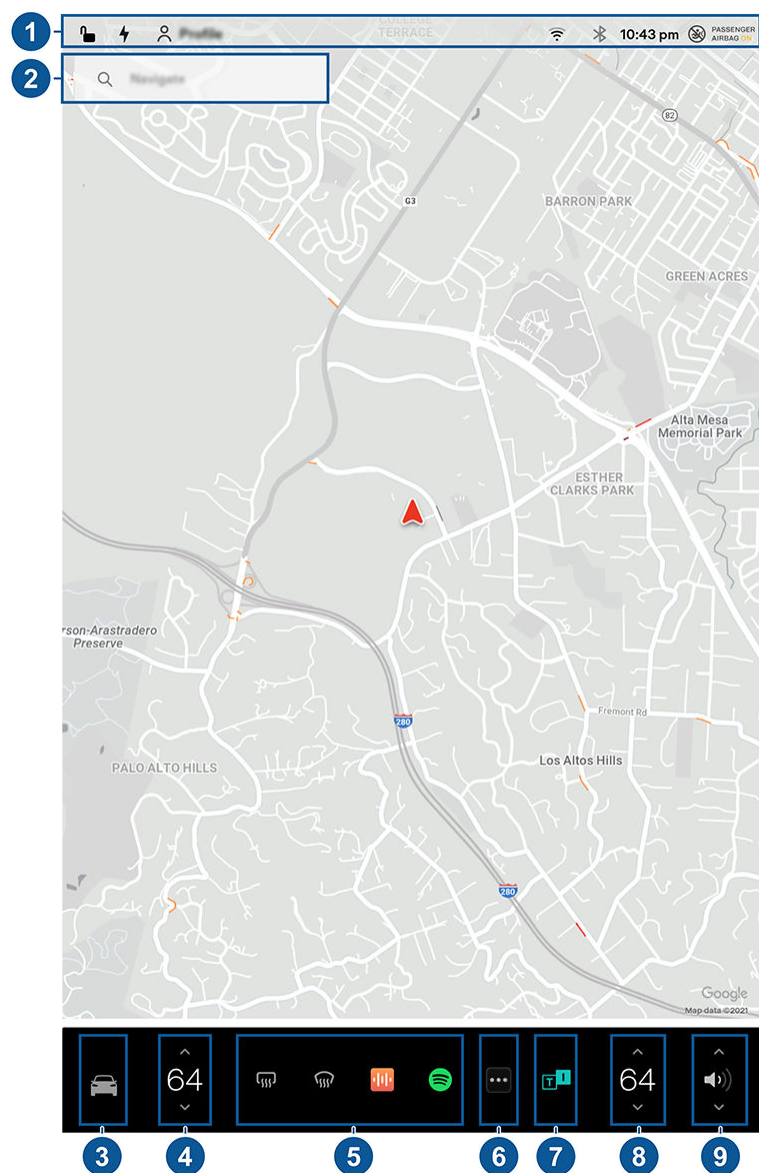 1
COLLEGE
TERRACE
Profile
10:43 pm
PASSENGER
AIRBAG ON
2
Navigate
82
G3
BARRON PARK
GREEN ACRES
Alta Mesa
Memorial Park
ESTHER
CLARKS PARK
rson-Arastradero
Preserve
280
Fremont Rd
Los Altos Hills
PALO ALTO HILLS
280
Google
Map data ©2021
64
T I
64
3
4
5
6
7
8
9